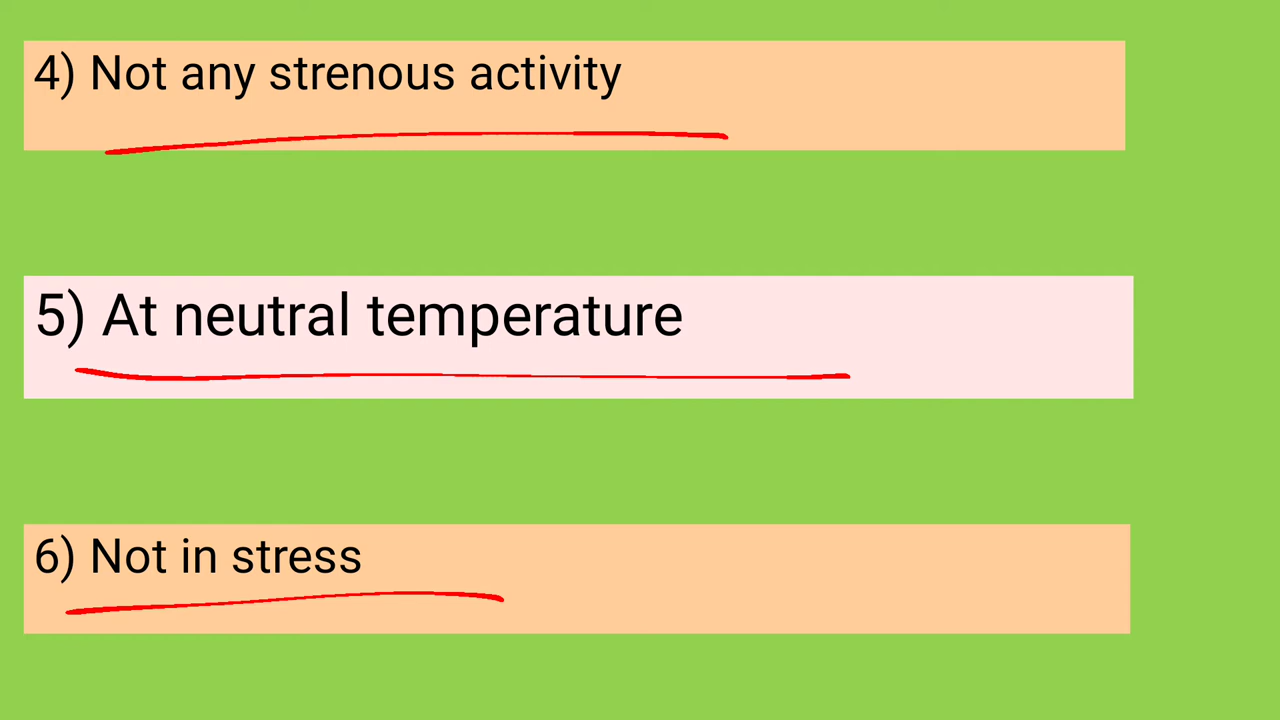 4) Not any strenous activity
5) At neutral temperature
6) Not in stress